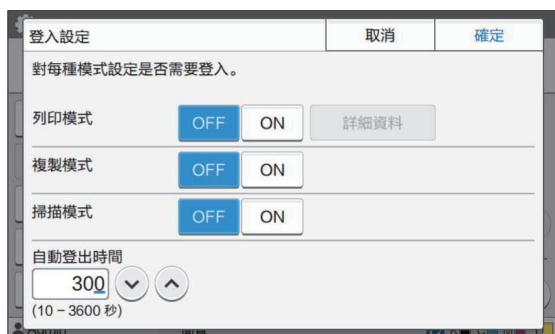 登入設定 取消 確定
對每種模式設定是否需要登入。
列印模式 OFF ON 詳細資料
複製模式 OFF ON
掃描模式 OFF ON
自動登出時間
300
(10 – 3600 秒)